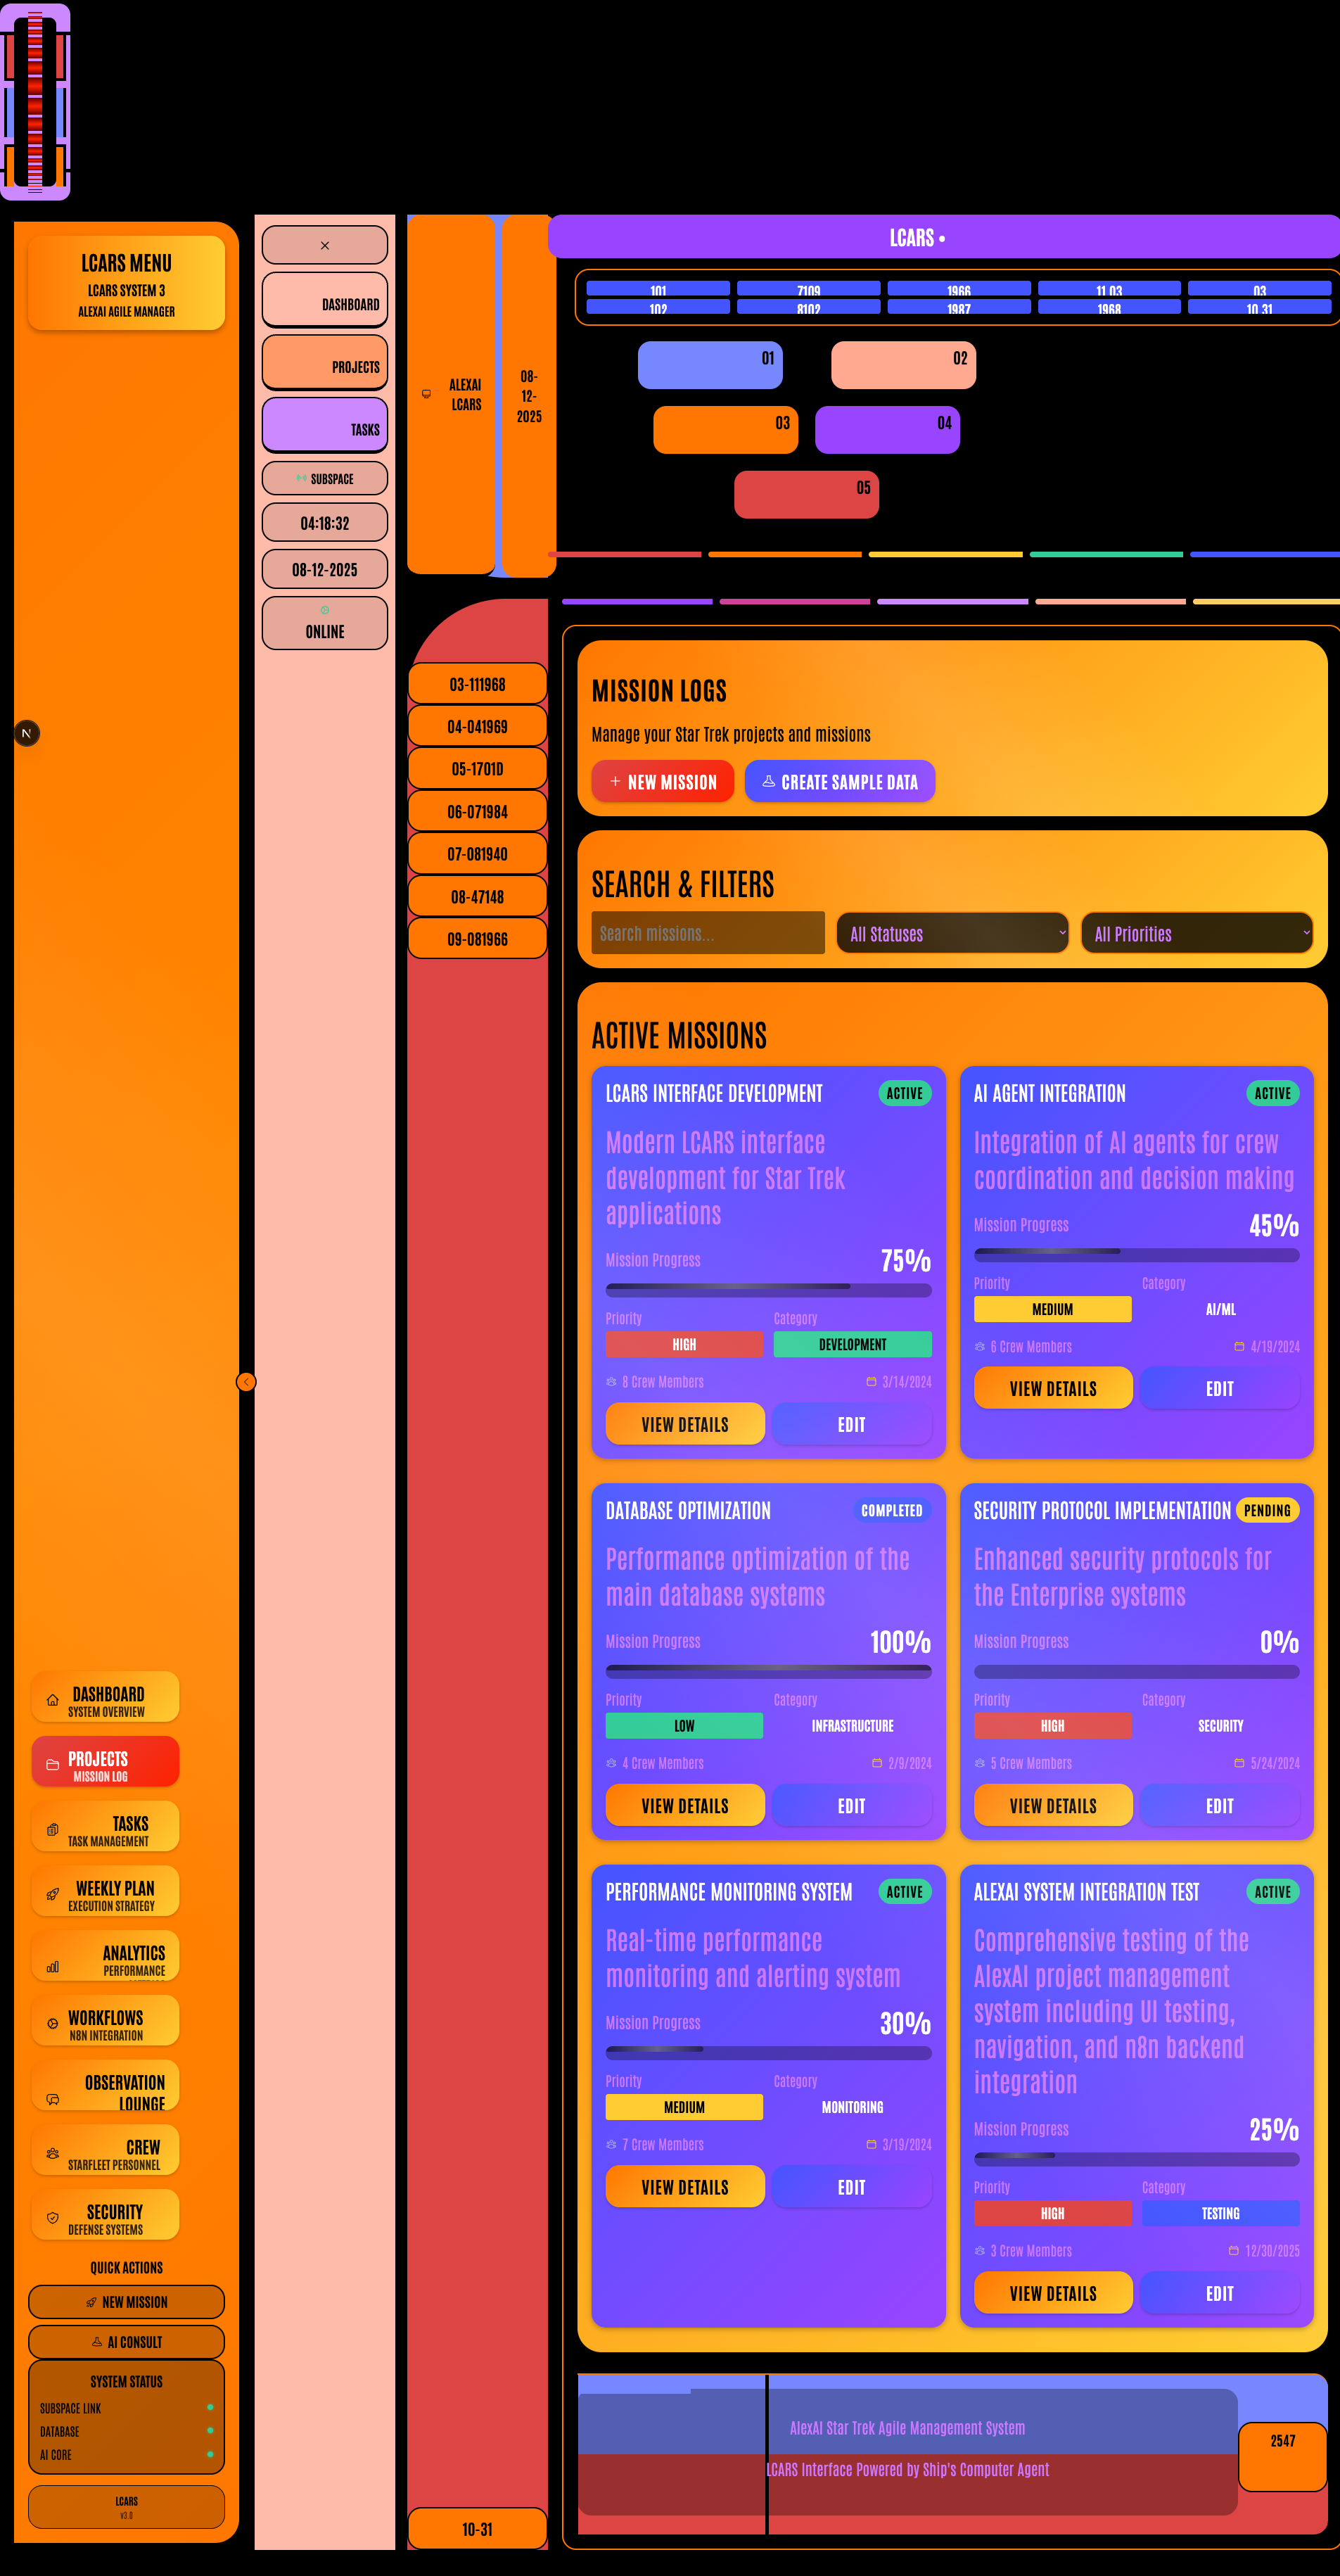 LCARS MENU
LCARS SYSTEM 3
ALEXAI AGILE MANAGER
DASHBOARD
SYSTEM OVERVIEW
PROJECTS
MISSION LOG
TASKS
TASK MANAGEMENT
WEEKLY PLAN
EXECUTION STRATEGY
ANALYTICS
PERFORMANCE
WORKFLOWS
N8N INTEGRATION
OBSERVATION
LOUNGE
CREW
STARFLEET PERSONNEL
SECURITY
DEFENSE SYSTEMS
QUICK ACTIONS
NEW MISSION
AI CONSULT
SYSTEM STATUS
SUBSPACE LINK
DATABASE
AI CORE
LCARS
V3.0
DASHBOARD
PROJECTS
TASKS
SUBSPACE
04:18:32
08-12-2025
ONLINE
ALEXAI
LCARS
08-
12-
2025
03-111968
04-041969
05-1701D
06-071984
07-081940
08-47148
09-081966
10-31
LCARS •
101 7109 1966 11 03 03
102 8102 1987 1968 10 31
01 02
03 04
05
MISSION LOGS
Manage your Star Trek projects and missions
NEW MISSION CREATE SAMPLE DATA
SEARCH & FILTERS
Search missions... All Statuses All Priorities
ACTIVE MISSIONS
LCARS INTERFACE DEVELOPMENT ACTIVE
Modern LCARS interface
development for Star Trek
applications
Mission Progress 75%
Priority Category
HIGH DEVELOPMENT
8 Crew Members 3/14/2024
VIEW DETAILS EDIT
AI AGENT INTEGRATION ACTIVE
Integration of AI agents for crew
coordination and decision making
Mission Progress 45%
Priority Category
MEDIUM AI/ML
6 Crew Members 4/19/2024
VIEW DETAILS EDIT
DATABASE OPTIMIZATION COMPLETED
Performance optimization of the
main database systems
Mission Progress 100%
Priority Category
LOW INFRASTRUCTURE
4 Crew Members 2/9/2024
VIEW DETAILS EDIT
SECURITY PROTOCOL IMPLEMENTATION PENDING
Enhanced security protocols for
the Enterprise systems
Mission Progress 0%
Priority Category
HIGH SECURITY
5 Crew Members 5/24/2024
VIEW DETAILS EDIT
PERFORMANCE MONITORING SYSTEM ACTIVE
Real-time performance
monitoring and alerting system
Mission Progress 30%
Priority Category
MEDIUM MONITORING
7 Crew Members 3/19/2024
VIEW DETAILS EDIT
ALEXAI SYSTEM INTEGRATION TEST ACTIVE
Comprehensive testing of the
AlexAI project management
system including UI testing,
navigation, and n8n backend
integration
Mission Progress 25%
Priority Category
HIGH TESTING
3 Crew Members 12/30/2025
VIEW DETAILS EDIT
AlexAI Star Trek Agile Management System
LCARS Interface Powered by Ship's Computer Agent
2547